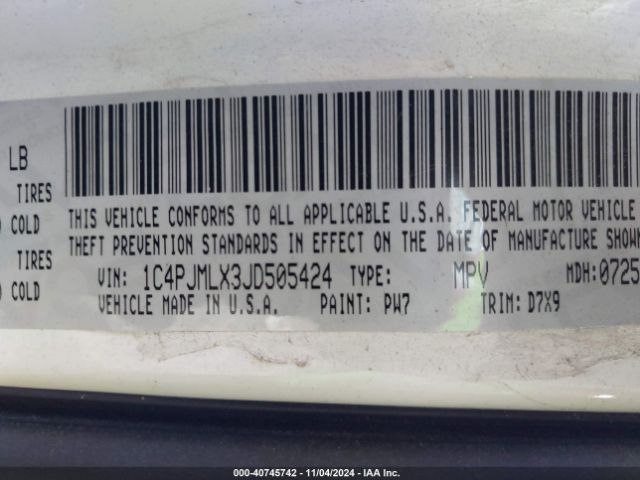 LB
TIRES
COLD
TIRES
COLD
THIS VEHICLE CONFORMS TO ALL APPLICABLE U.S.A. FEDERAL MOTOR VEHICLE
THEFT PREVENTION STANDARDS IN EFFECT ON THE DATE OF MANUFACTURE SHOWN
VIN: 1C4PJMLX3JD505424 TYPE: MPV MDH: 0725
VEHICLE MADE IN U.S.A. PAINT: PW7 TRIM: D7X9
© - 40745742 - 11/04/2024 - IAA Inc.